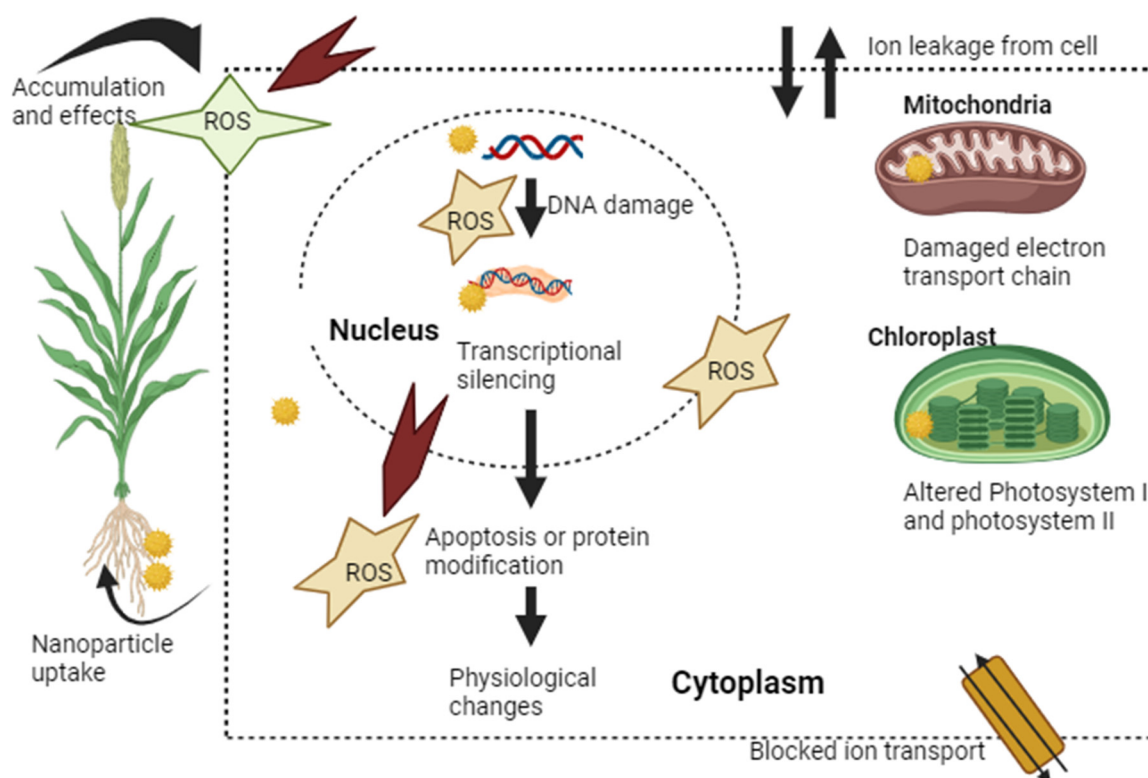 Accumulation
and effects
ROS
Ion leakage from cell
Mitochondria
Damaged electron
transport chain
ROS
DNA damage
Nucleus
Transcriptional
silencing
ROS
Chloroplast
Altered Photosystem I
and photosystem II
ROS
Apoptosis or protein
modification
Nanoparticle
uptake
Physiological
changes
Cytoplasm
Blocked ion transport